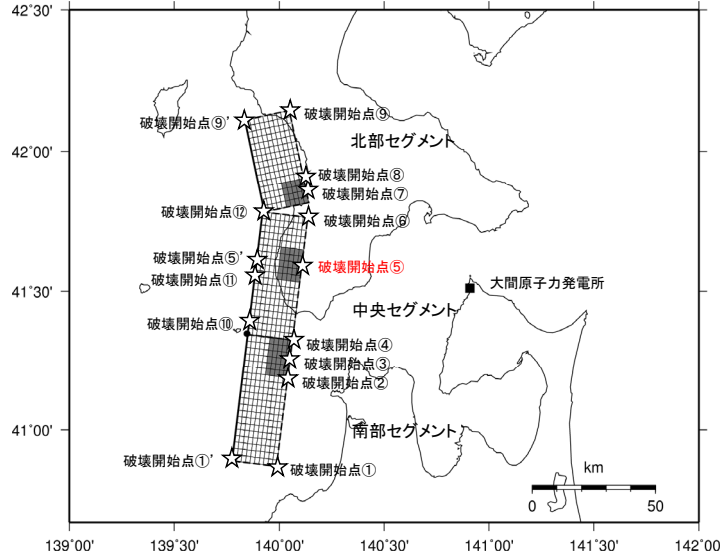 42°30'
破壊開始点⑨
破壊開始点⑨'
北部セグメント
42°00'
破壊開始点⑧
破壊開始点⑦
破壊開始点⑫
破壊開始点⑥
破壊開始点⑤'
破壊開始点⑤
破壊開始点⑪
大間原子力発電所
41°30'
中央セグメント
破壊開始点⑩
破壊開始点④
破壊開始点③
破壊開始点②
41°00'
南部セグメント
破壊開始点①'
破壊開始点①
km
0
50
139°00'
139°30'
140°00'
140°30'
141°00'
141°30'
142°00'